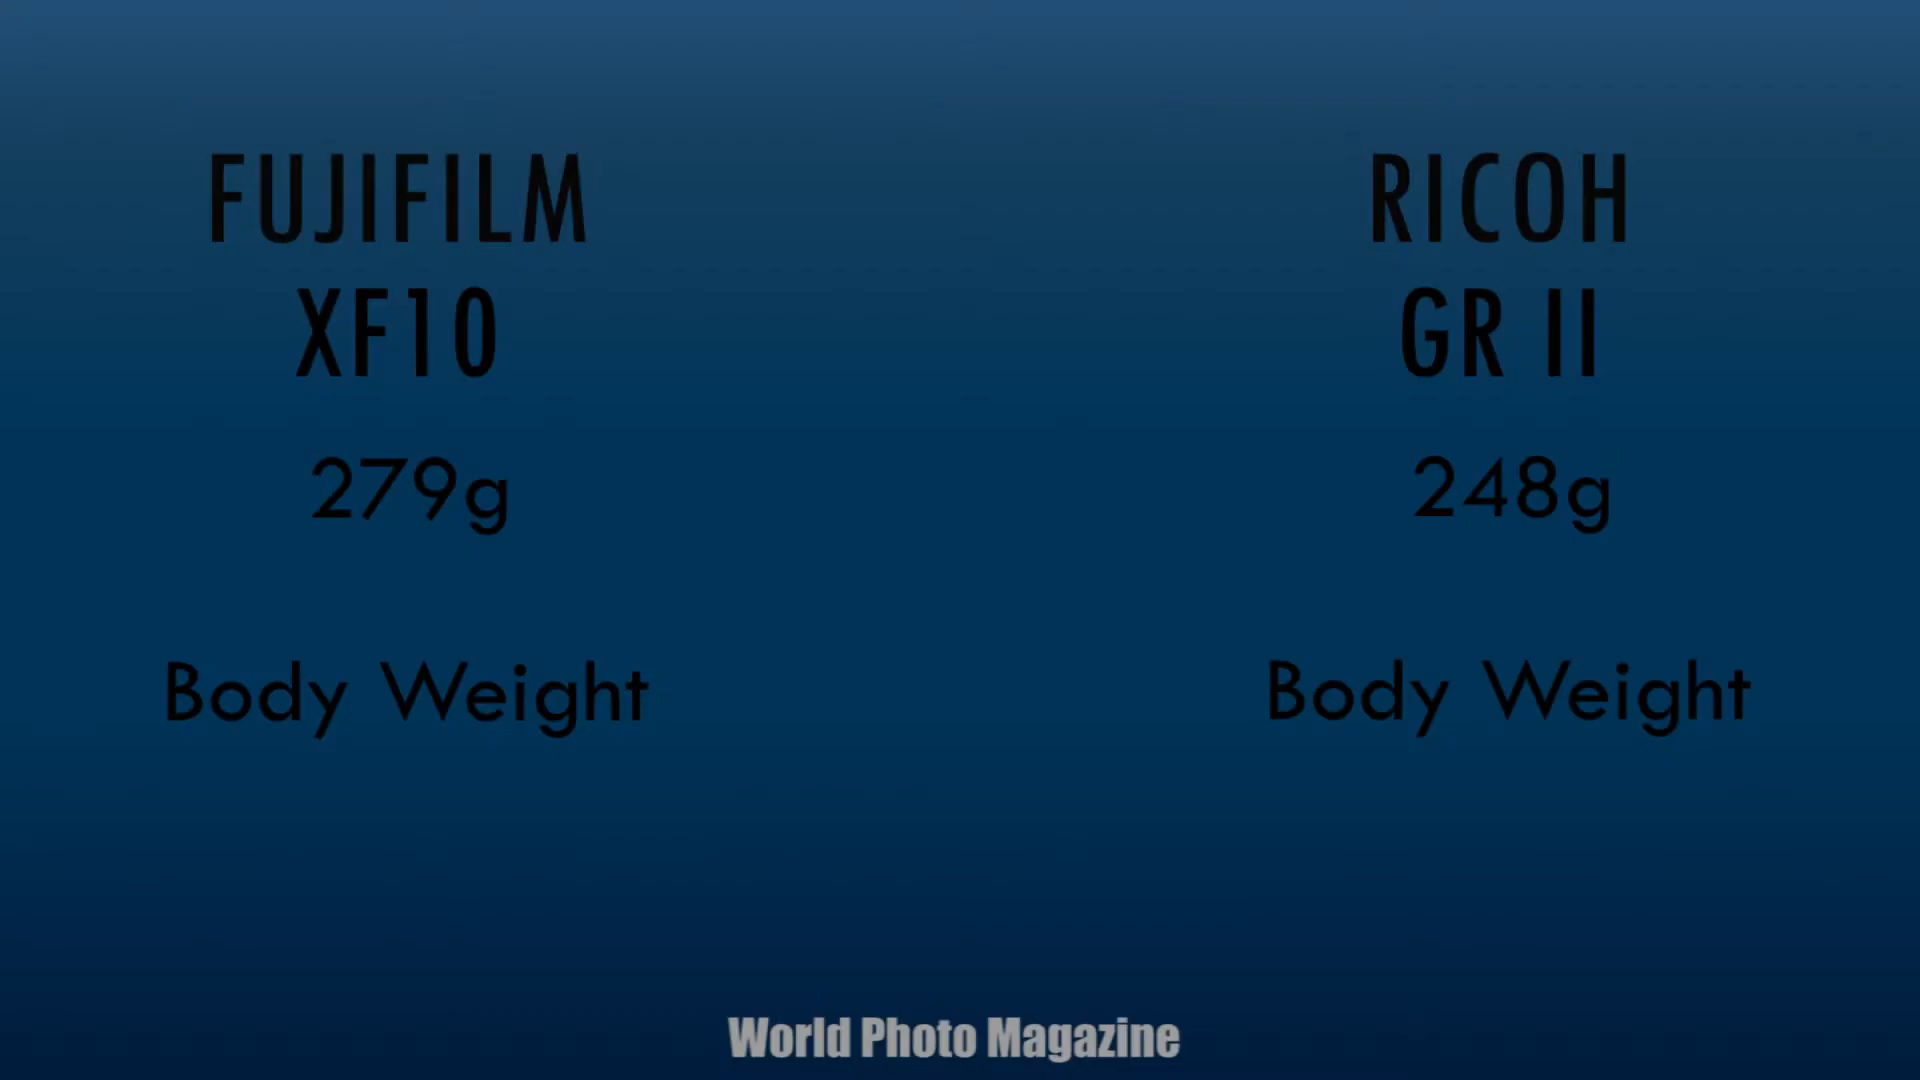 FUJIFILM
XF10
279g
Body Weight
RICOH
GR II
248g
Body Weight
World Photo Magazine